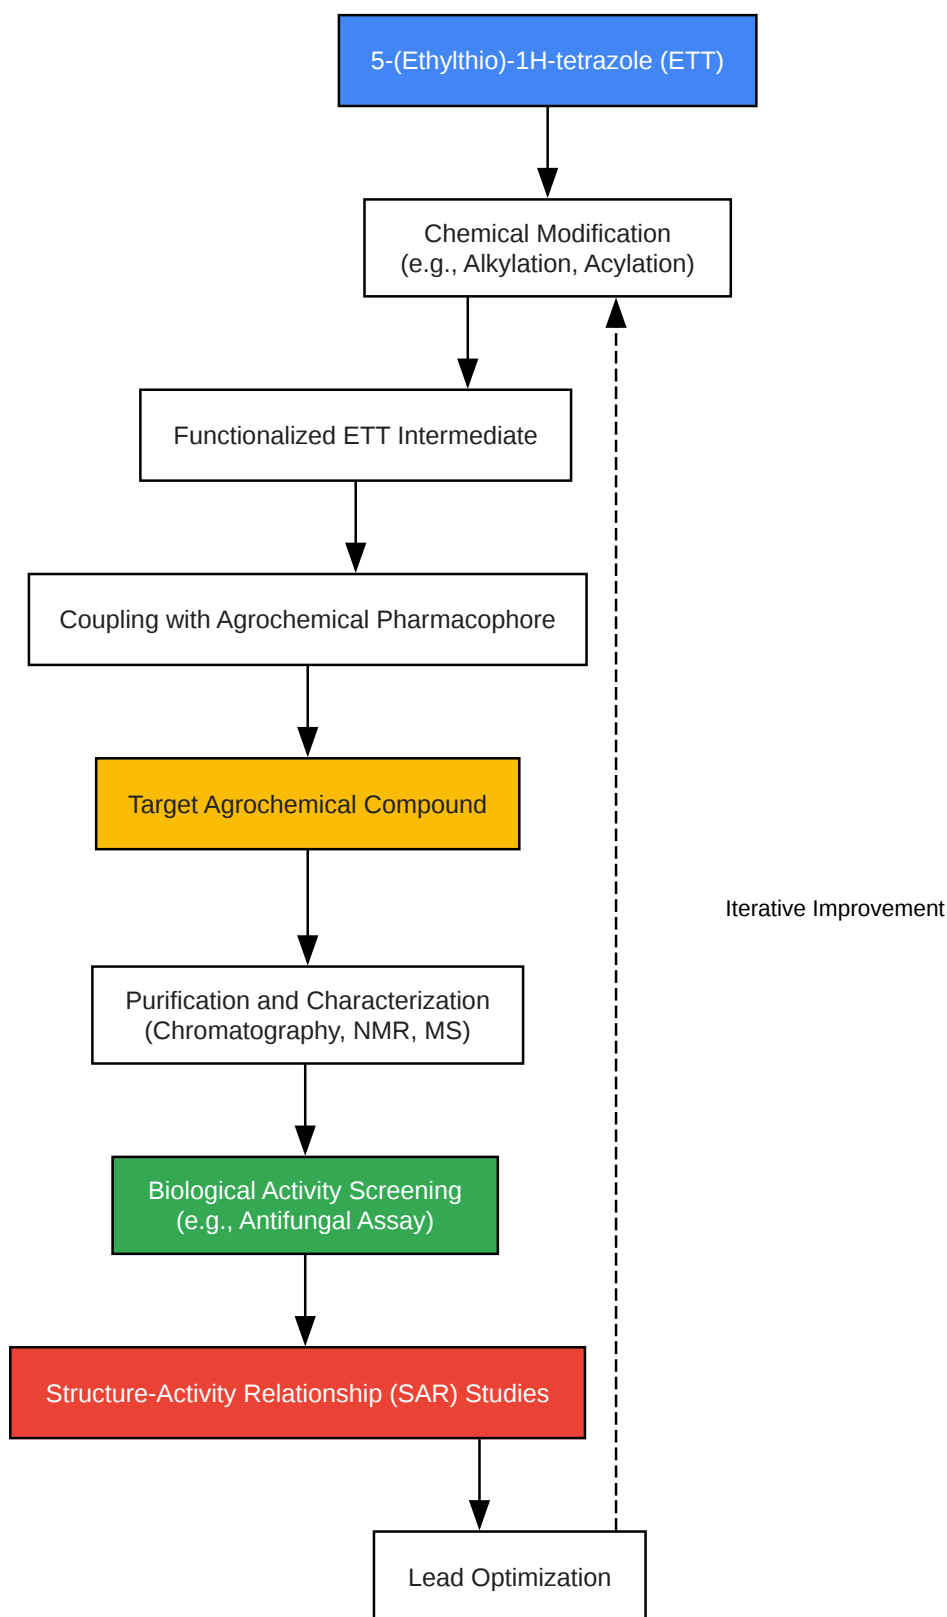 5-(Ethylthio)-1H-tetrazole (ETT)
Chemical Modification
(e.g., Alkylation, Acylation)
Functionalized ETT Intermediate
Coupling with Agrochemical Pharmacophore
Target Agrochemical Compound
Iterative Improvement
Purification and Characterization
(Chromatography, NMR, MS)
Biological Activity Screening
(e.g., Antifungal Assay)
Structure-Activity Relationship (SAR) Studies
Lead Optimization